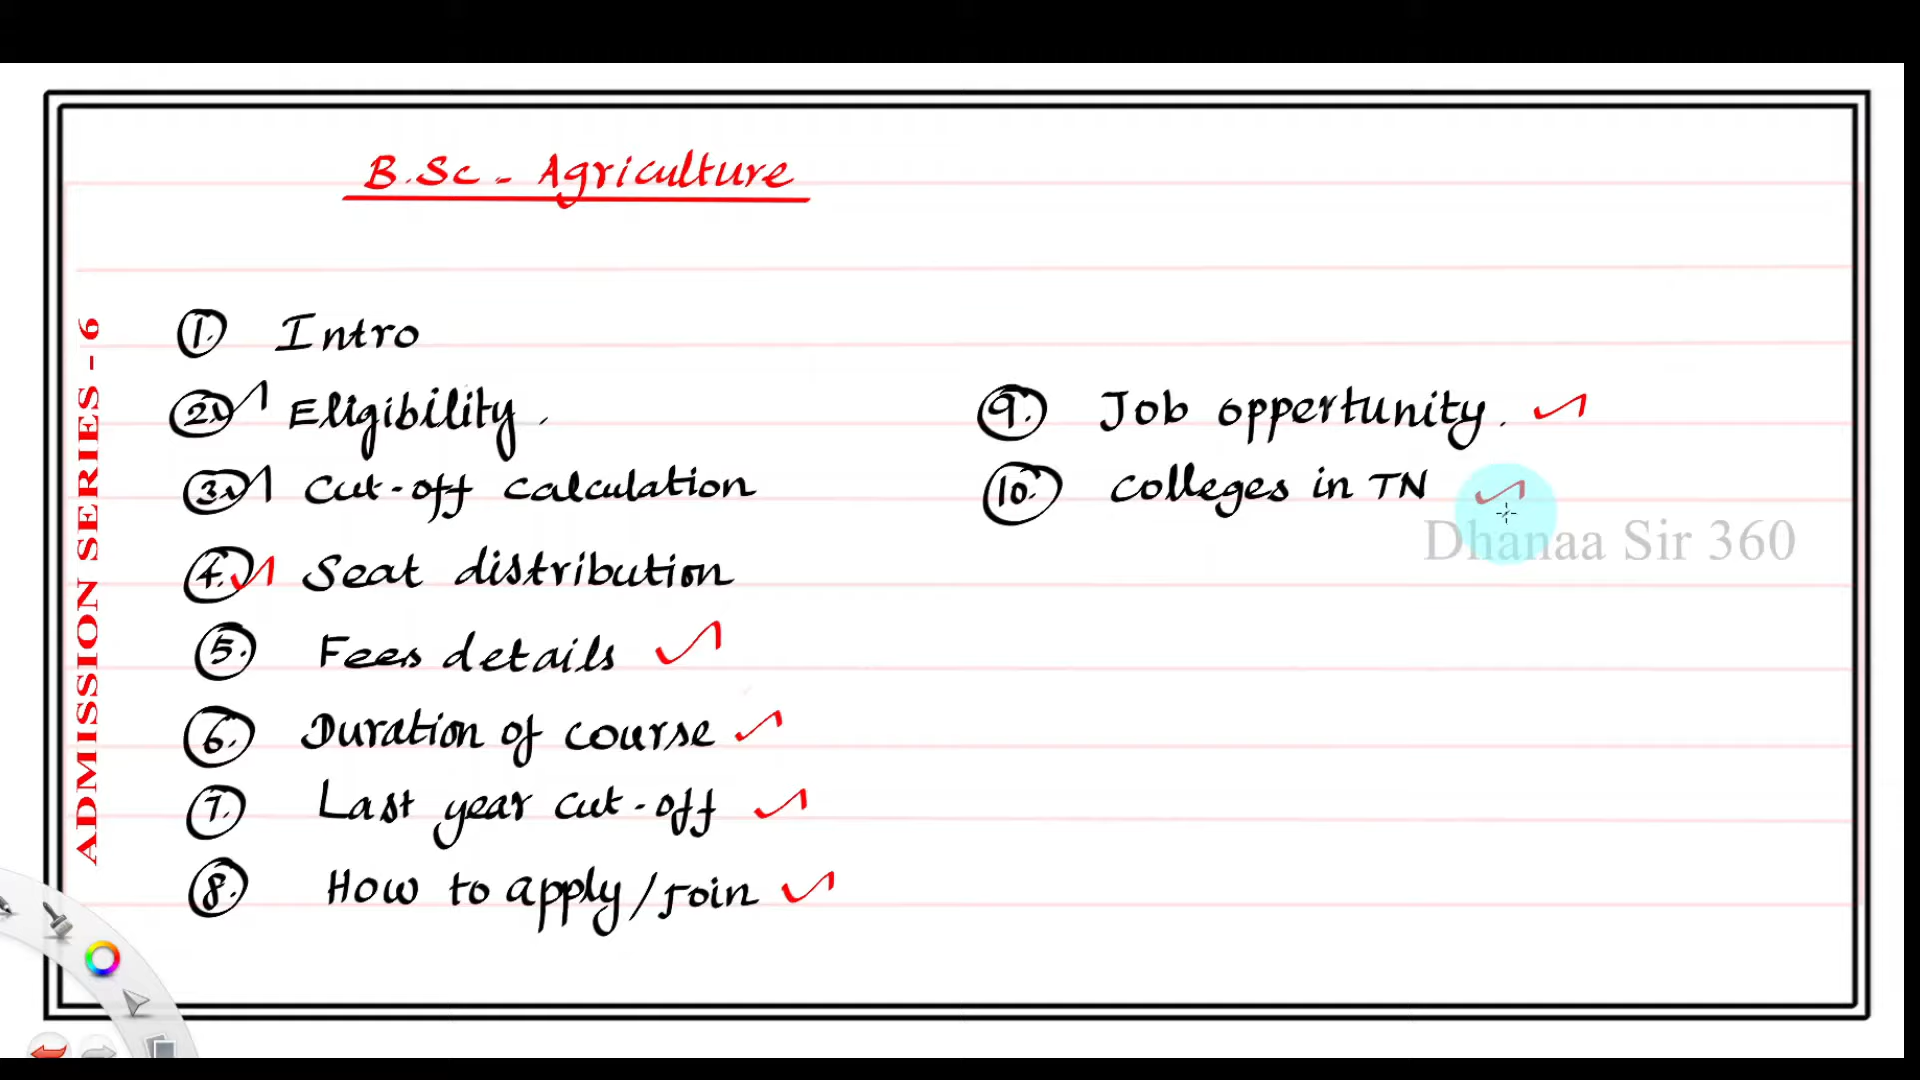 B.Sc - Agriculture
ADMISSION SERIES - 6
1. Intro
2. Eligibility.
3. Cut-off calculation
4. Seat distribution
5. Fees details
6. Duration of course
7. Last year cut-off
8. How to apply/Join
9. Job oppertunity.
10. Colleges in TN
Dhanaa Sir 360